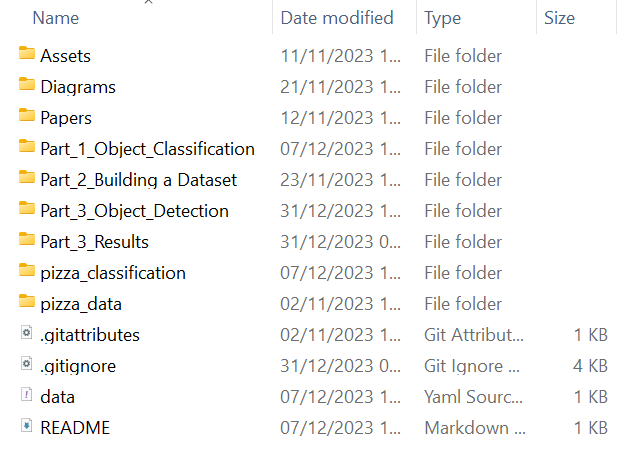 Name Date modified Type Size
Assets 11/11/2023 1... File folder
Diagrams 21/11/2023 1... File folder
Papers 12/11/2023 1... File folder
Part_1_Object_Classification 07/12/2023 1... File folder
Part_2_Building a Dataset 23/11/2023 1... File folder
Part_3_Object_Detection 31/12/2023 1... File folder
Part_3_Results 31/12/2023 0... File folder
pizza_classification 07/12/2023 1... File folder
pizza_data 02/11/2023 1... File folder
.gitattributes 02/11/2023 1... Git Attribut... 1 KB
.gitignore 31/12/2023 0... Git Ignore ... 4 KB
data 07/12/2023 1... Yaml Sourc... 1 KB
README 07/12/2023 1... Markdown ... 1 KB